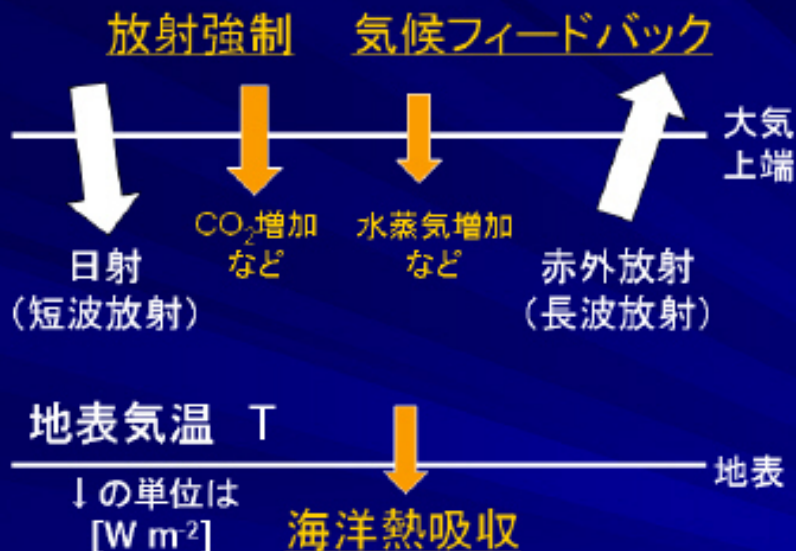 放射強制 気候フィードバック
大気
上端
CO₂増加
など
水蒸気増加
など
日射
(短波放射)
赤外放射
(長波放射)
地表気温 T
地表
↓の単位は
[W m⁻²]
海洋熱吸収